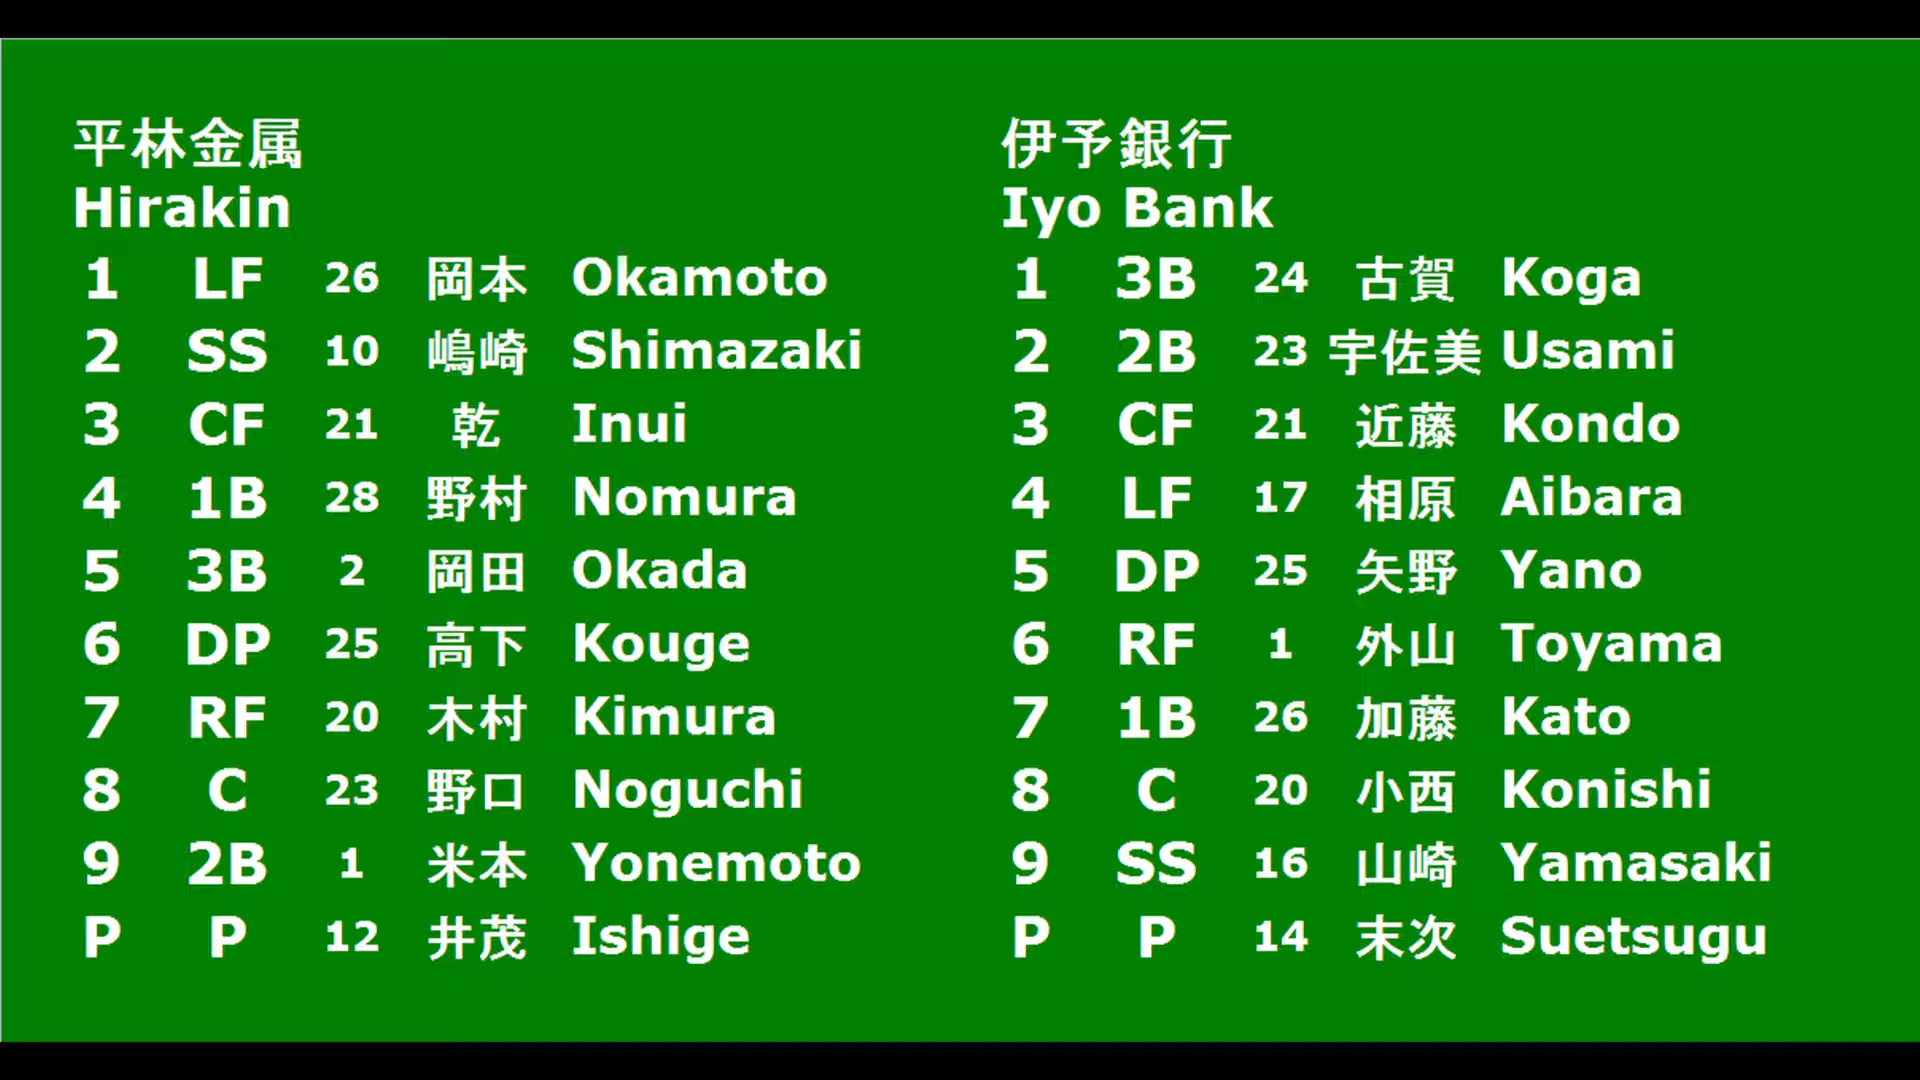 平林金属
Hirakin
1 LF 26 岡本 Okamoto
2 SS 10 嶋崎 Shimazaki
3 CF 21 乾 Inui
4 1B 28 野村 Nomura
5 3B 2 岡田 Okada
6 DP 25 高下 Kouge
7 RF 20 木村 Kimura
8 C 23 野口 Noguchi
9 2B 1 米本 Yonemoto
P P 12 井茂 Ishige
伊予銀行
Iyo Bank
1 3B 24 古賀 Koga
2 2B 23 宇佐美 Usami
3 CF 21 近藤 Kondo
4 LF 17 相原 Aibara
5 DP 25 矢野 Yano
6 RF 1 外山 Toyama
7 1B 26 加藤 Kato
8 C 20 小西 Konishi
9 SS 16 山崎 Yamasaki
P P 14 末次 Suetsugu